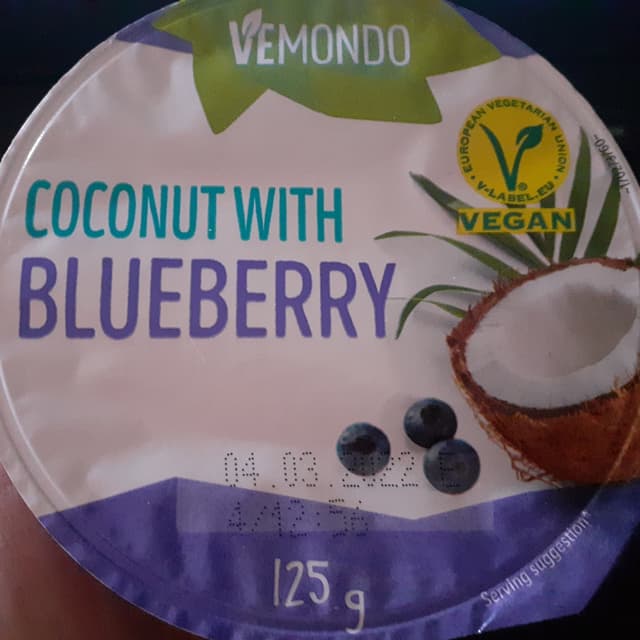 VEMONDO
EUROPEAN VEGETARIAN UNION
V-LABEL.EU
VEGAN
COCONUT WITH
BLUEBERRY
04.03.2022 E
125 g
Serving suggestion